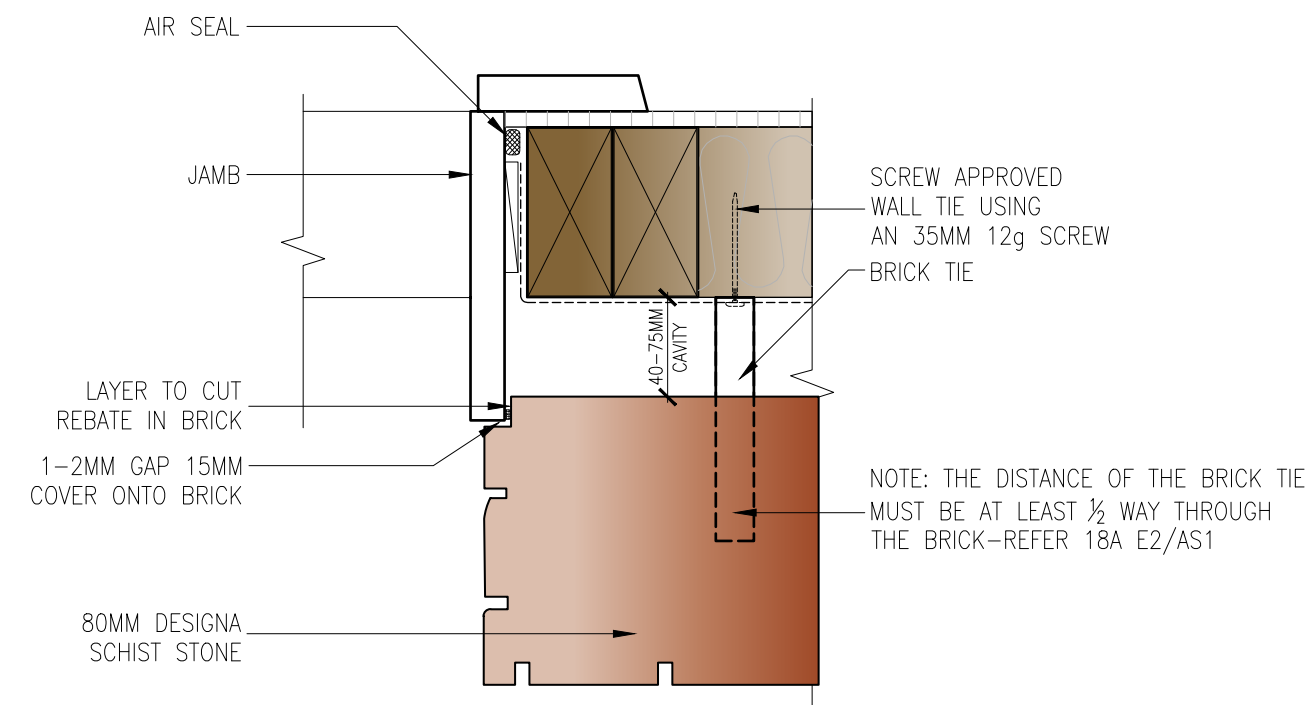 AIR SEAL
JAMB
SCREW APPROVED
WALL TIE USING
AN 35MM 12g SCREW
BRICK TIE
40-75MM
CAVITY
LAYER TO CUT
REBATE IN BRICK
1-2MM GAP 15MM
COVER ONTO BRICK
NOTE: THE DISTANCE OF THE BRICK TIE
MUST BE AT LEAST ½ WAY THROUGH
THE BRICK-REFER 18A E2/AS1
80MM DESIGNA
SCHIST STONE